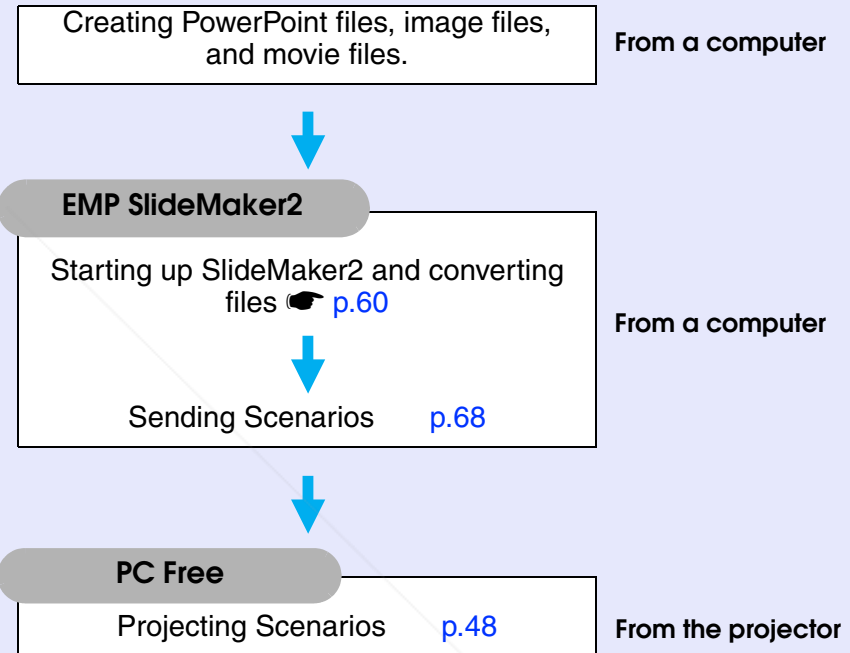 Creating PowerPoint files, image files,
and movie files.
From a computer
EMP SlideMaker2
Starting up SlideMaker2 and converting
files ☛ p.60
From a computer
Sending Scenarios p.68
PC Free
Projecting Scenarios p.48
From the projector